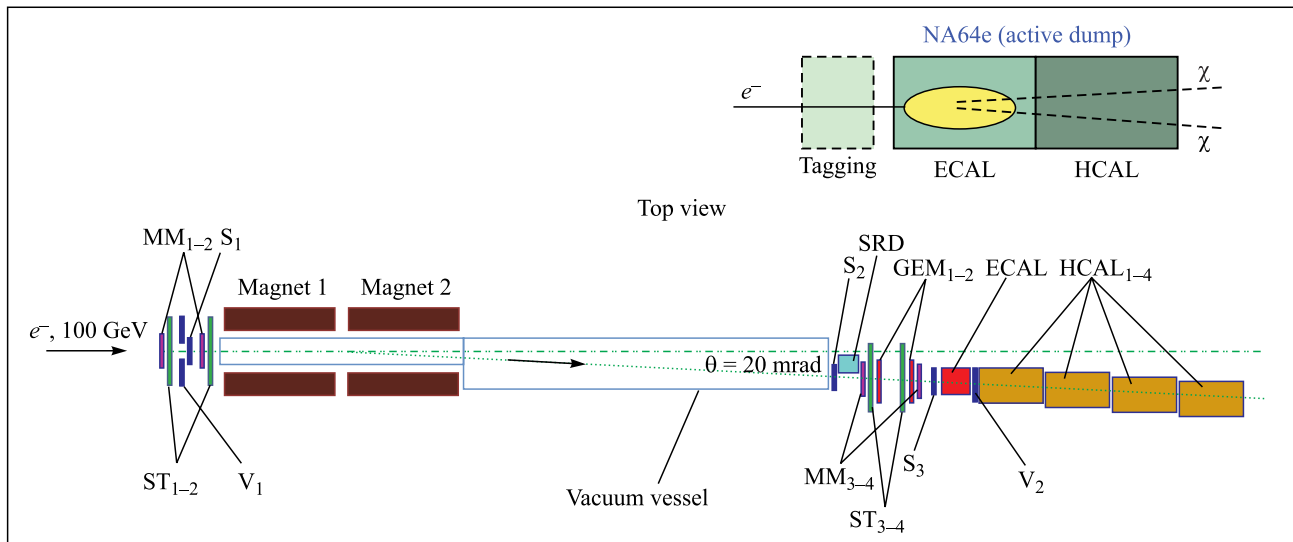 NA64e (active dump)
e⁻
χ
χ
Tagging
ECAL
HCAL
Top view
MM₁₋₂
S₁
Magnet 1
Magnet 2
e⁻, 100 GeV
θ = 20 mrad
SRD
S₂
GEM₁₋₂
ECAL
HCAL₁₋₄
ST₁₋₂
V₁
Vacuum vessel
MM₃₋₄
S₃
V₂
ST₃₋₄